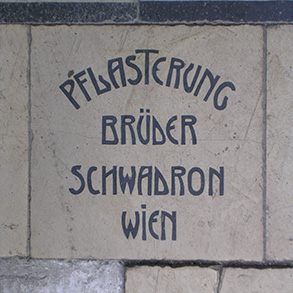 PFLASTERUNG
BRÜDER
SCHWADRON
WIEN